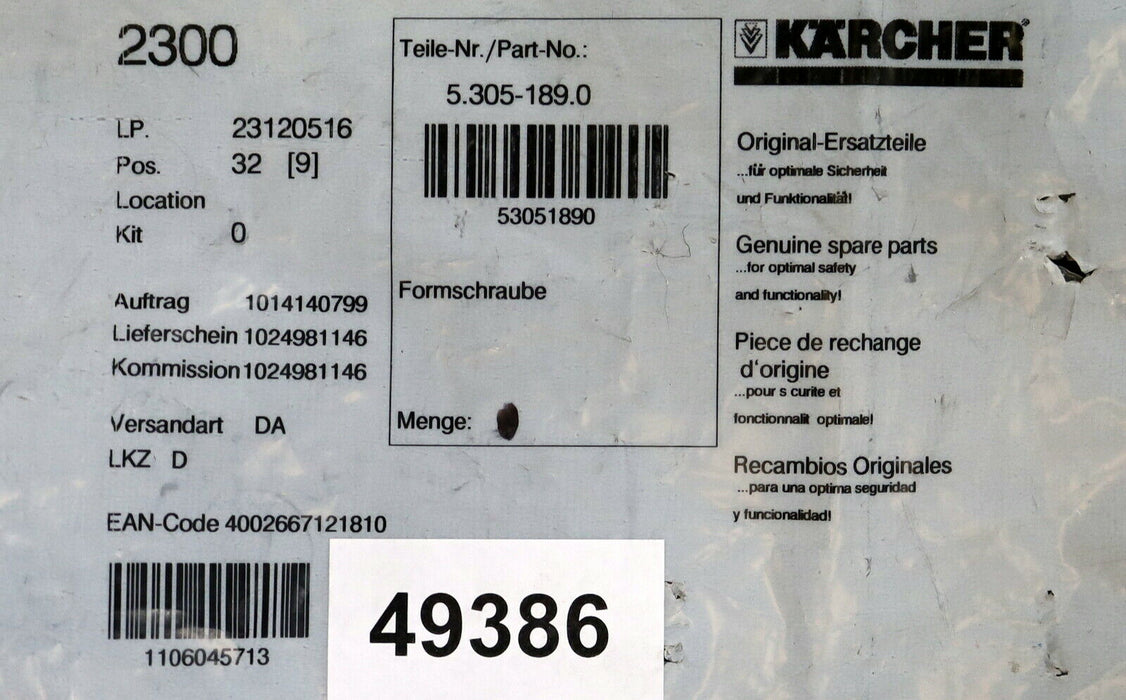 2300
LP. 23120516
Pos. 32 [9]
Location
Kit 0
Auftrag 1014140799
Lieferschein 1024981146
Kommission 1024981146
Versandart DA
LKZ D
EAN-Code 4002667121810
1106045713
Teile-Nr./Part-No.:
5.305-189.0
53051890
Formschraube
Menge:
49386
KÄRCHER®
Original-Ersatzteile
...für optimale Sicherheit
und Funktionalität!
Genuine spare parts
...for optimal safety
and functionality!
Piece de rechange
d'origine
...pour s curite et
fonctionnalit optimale!
Recambios Originales
...para una optima seguridad
y funcionalidad!